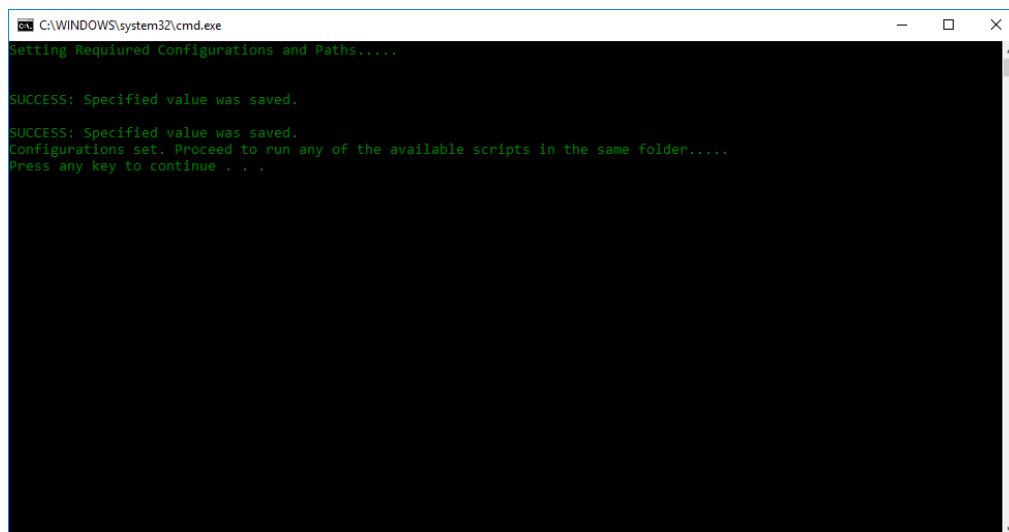 C:\WINDOWS\system32\cmd.exe
Setting Requiured Configurations and Paths.....
SUCCESS: Specified value was saved.
SUCCESS: Specified value was saved.
Configurations set. Proceed to run any of the available scripts in the same folder.....
Press any key to continue . . .